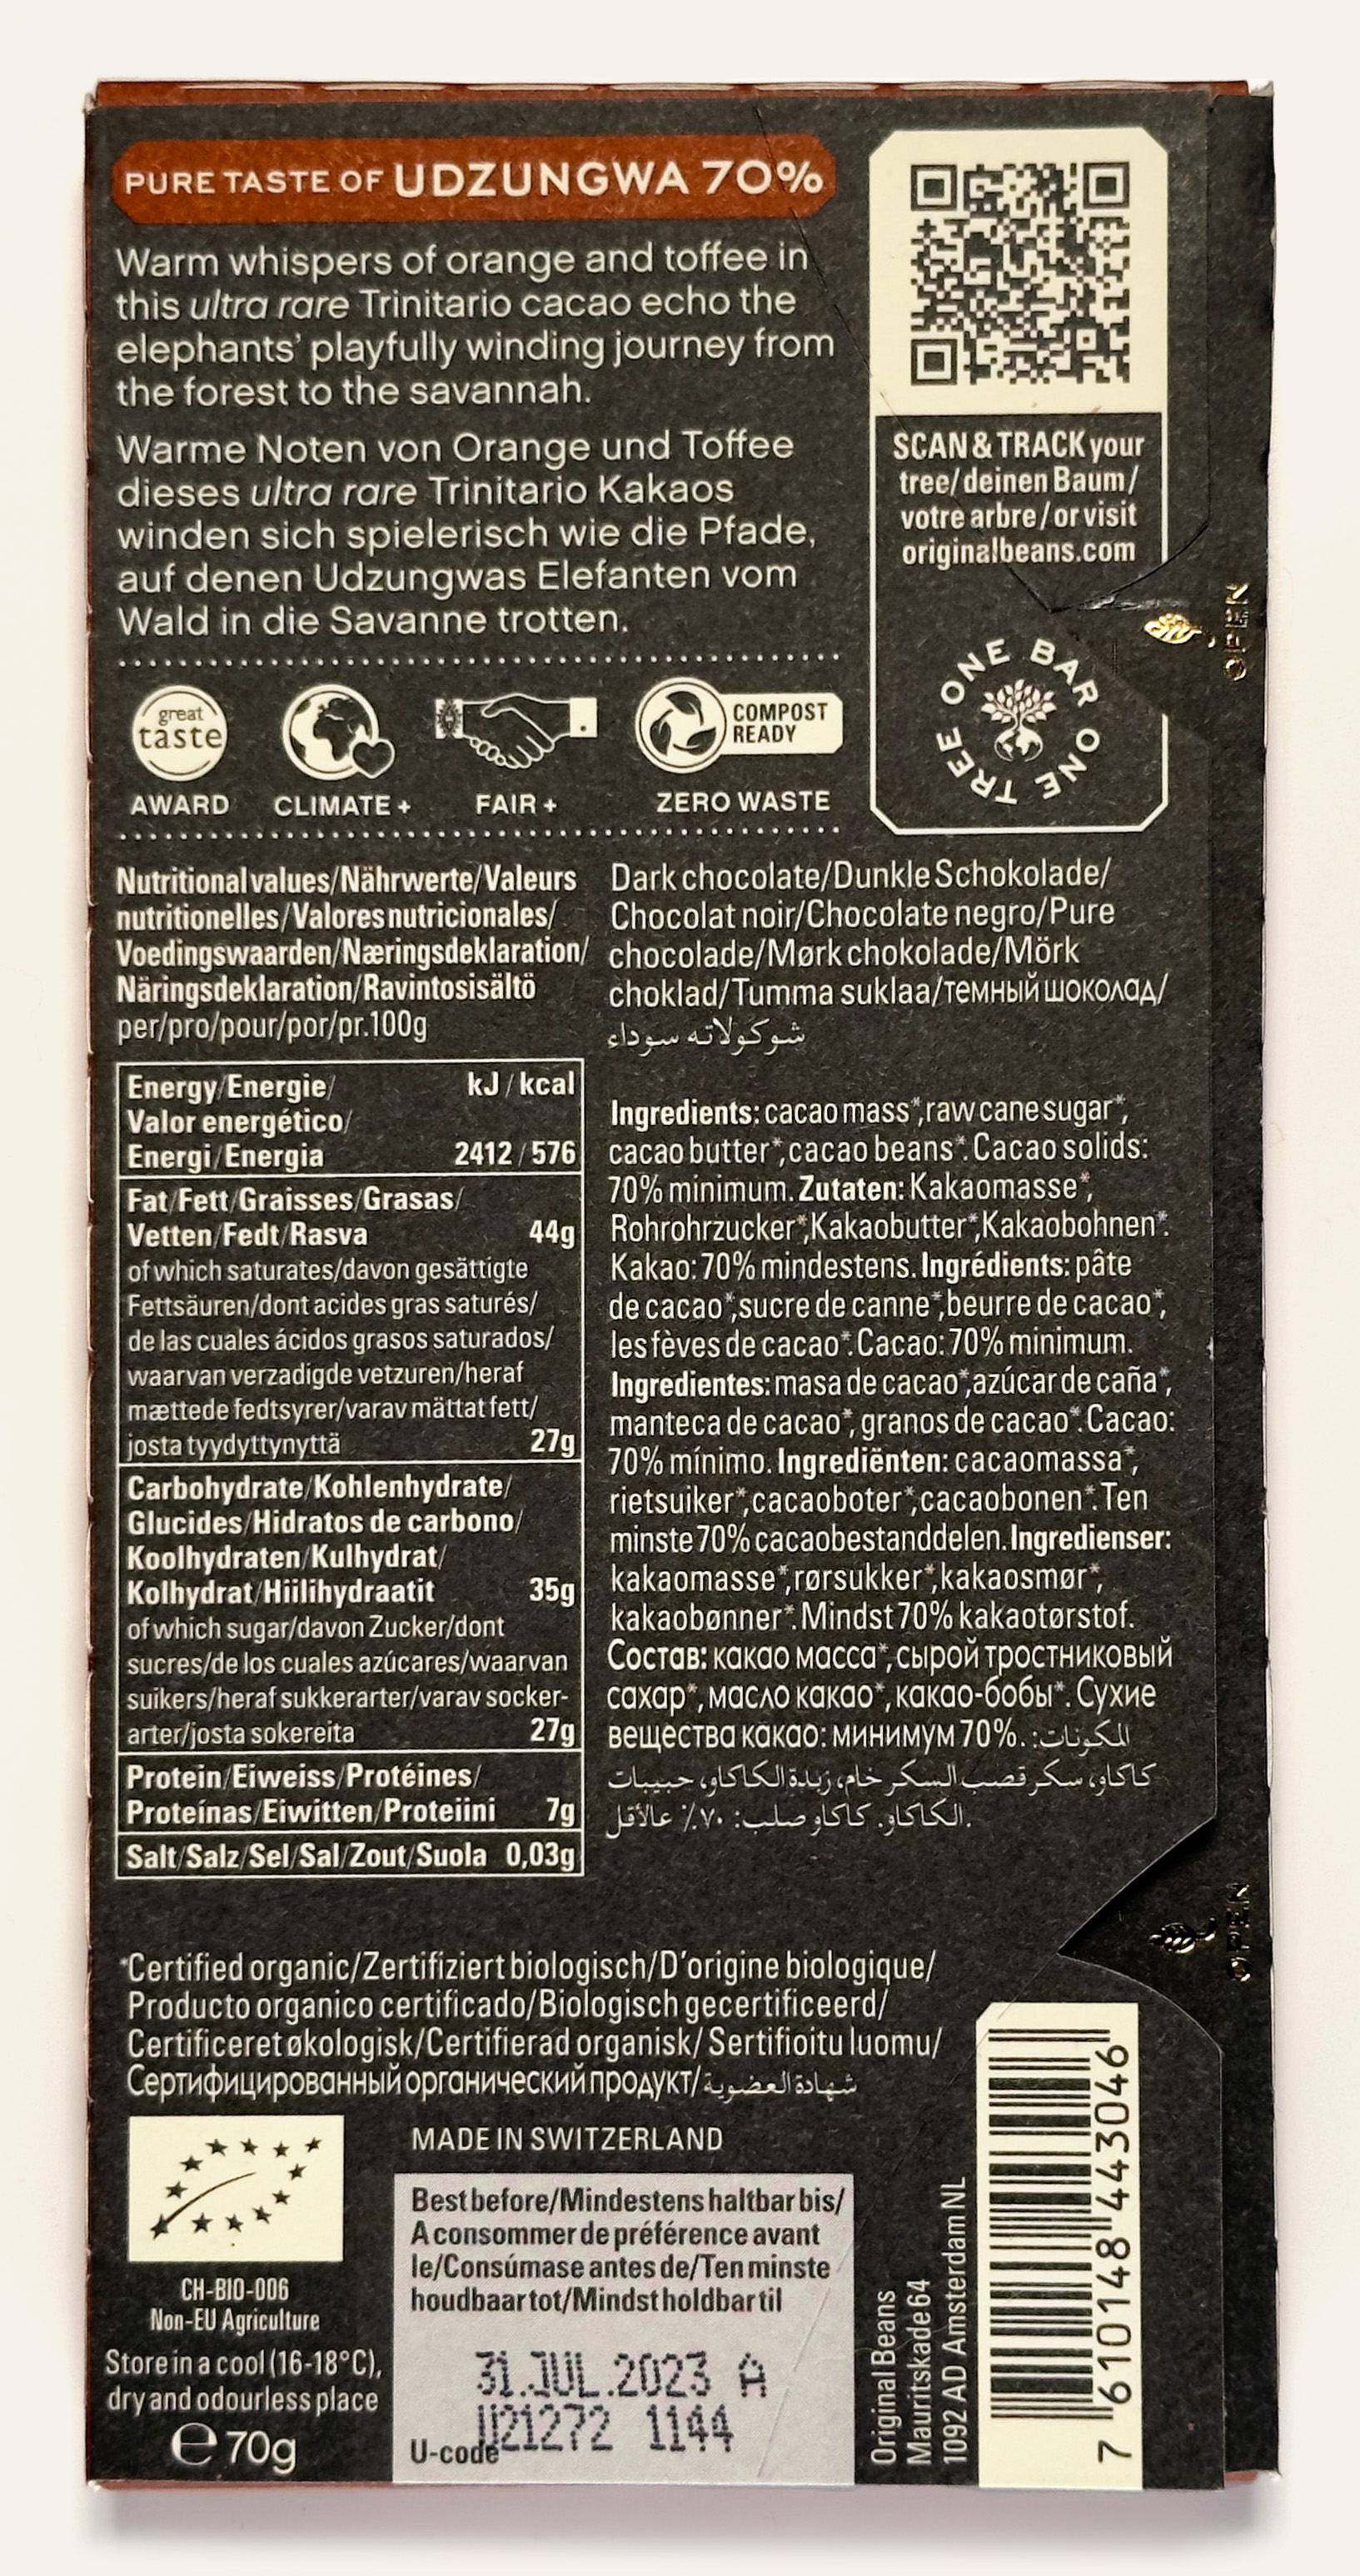 PURE TASTE OF UDZUNGWA 70%
Warm whispers of orange and toffee in
this ultra rare Trinitario cacao echo the
elephants’ playfully winding journey from
the forest to the savannah.
Warme Noten von Orange und Toffee
dieses ultra rare Trinitario Kakaos
winden sich spielerisch wie die Pfade,
auf denen Udzungwas Elefanten vom
Wald in die Savanne trotten.
SCAN & TRACK your
tree/deinen Baum/
votre arbre/or visit
originalbeans.com
ONE BAR ONE TREE
OPEN
great
taste
AWARD
CLIMATE +
FAIR +
COMPOST
READY
ZERO WASTE
Nutritional values/Nährwerte/Valeurs
nutritionelles/Valores nutricionales/
Voedingswaarden/Næringsdeklaration/
Näringsdeklaration/Ravintosisältö
per/pro/pour/por/pr.100g
Energy/Energie/ kJ/kcal
Valor energético/
Energi/Energia 2412/576
Fat/Fett/Graisses/Grasas/
Vetten/Fedt/Rasva 44g
of which saturates/davon gesättigte
Fettsäuren/dont acides gras saturés/
de las cuales ácidos grasos saturados/
waarvan verzadigde vetzuren/heraf
mættede fedtsyrer/varav mättat fett/
josta tyydyttynyttä 27g
Carbohydrate/Kohlenhydrate/
Glucides/Hidratos de carbono/
Koolhydraten/Kulhydrat/
Kolhydrat/Hiilihydraatit 35g
of which sugar/davon Zucker/dont
sucres/de los cuales azúcares/waarvan
suikers/heraf sukkerarter/varav socker-
arter/josta sokereita 27g
Protein/Eiweiss/Protéines/
Proteínas/Eiwitten/Proteiini 7g
Salt/Salz/Sel/Sal/Zout/Suola 0,03g
Dark chocolate/Dunkle Schokolade/
Chocolat noir/Chocolate negro/Pure
chocolade/Mørk chokolade/Mörk
choklad/Tumma suklaa/темный шоколад/
شوكولاته سوداء
Ingredients: cacao mass*, raw cane sugar*,
cacao butter*, cacao beans*. Cacao solids:
70% minimum. Zutaten: Kakaomasse*,
Rohrohrzucker*, Kakaobutter*, Kakaobohnen*.
Kakao: 70% mindestens. Ingrédients: pâte
de cacao*, sucre de canne*, beurre de cacao*,
les fèves de cacao*. Cacao: 70% minimum.
Ingredientes: masa de cacao*, azúcar de caña*,
manteca de cacao*, granos de cacao*. Cacao:
70% mínimo. Ingrediënten: cacaomassa*,
rietsuiker*, cacaoboter*, cacaobonen*. Ten
minste 70% cacaobestanddelen. Ingredienser:
kakaomasse*, rørsukker*, kakaosmør*,
kakaobønner*. Mindst 70% kakaotørstof.
Состав: какао масса*, сырой тростниковый
сахар*, масло какао*, какао-бобы*. Сухие
вещества какао: минимум 70%. المكونات:
كاكاو، سكر قصب السكر خام، زبدة الكاكاو، حبيبات
الكاكاو. كاكاو صلب: ٧٠٪ عالأقل.
OPEN
*Certified organic/Zertifiziert biologisch/D´origine biologique/
Producto organico certificado/Biologisch gecertificeerd/
Certificeret økologisk/Certifierad organisk/ Sertifioitu luomu/
Сертифицированный органический продукт/شهادة العضوية
CH-BIO-006
Non-EU Agriculture
Store in a cool (16-18°C),
dry and odourless place
e 70g
MADE IN SWITZERLAND
Best before/Mindestens haltbar bis/
A consommer de préférence avant
le/Consúmase antes de/Ten minste
houdbaar tot/Mindst holdbar til
31.JUL.2023 A
U21272 1144
U-code
Original Beans
Mauritskade 64
1092 AD Amsterdam NL
7 610148 443046